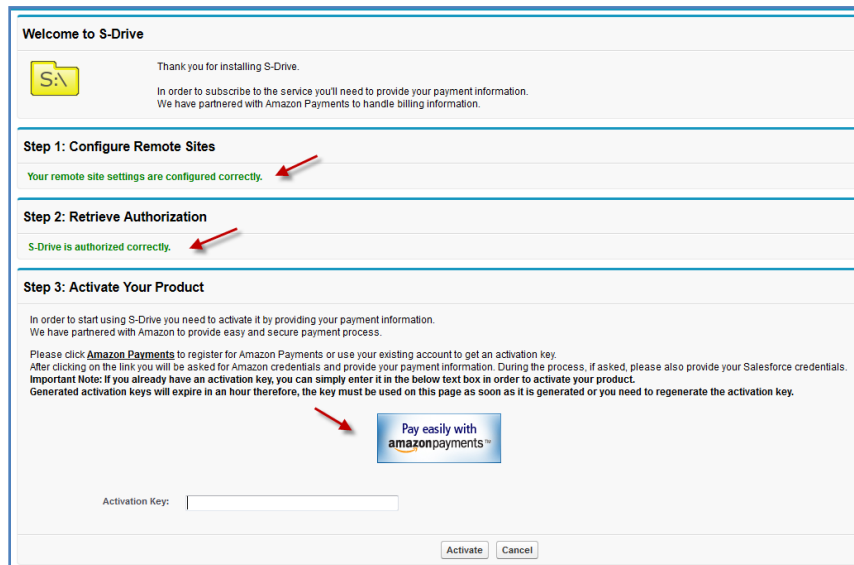 Welcome to S-Drive
S:\
Thank you for installing S-Drive.
In order to subscribe to the service you'll need to provide your payment information.
We have partnered with Amazon Payments to handle billing information.
Step 1: Configure Remote Sites
Your remote site settings are configured correctly.
Step 2: Retrieve Authorization
S-Drive is authorized correctly.
Step 3: Activate Your Product
In order to start using S-Drive you need to activate it by providing your payment information.
We have partnered with Amazon to provide easy and secure payment process.
Please click Amazon Payments to register for Amazon Payments or use your existing account to get an activation key.
After clicking on the link you will be asked for Amazon credentials and provide your payment information. During the process, if asked, please also provide your Salesforce credentials.
Important Note: If you already have an activation key, you can simply enter it in the below text box in order to activate your product.
Generated activation keys will expire in an hour therefore, the key must be used on this page as soon as it is generated or you need to regenerate the activation key.
Pay easily with
amazonpayments™
Activation Key:
Activate Cancel